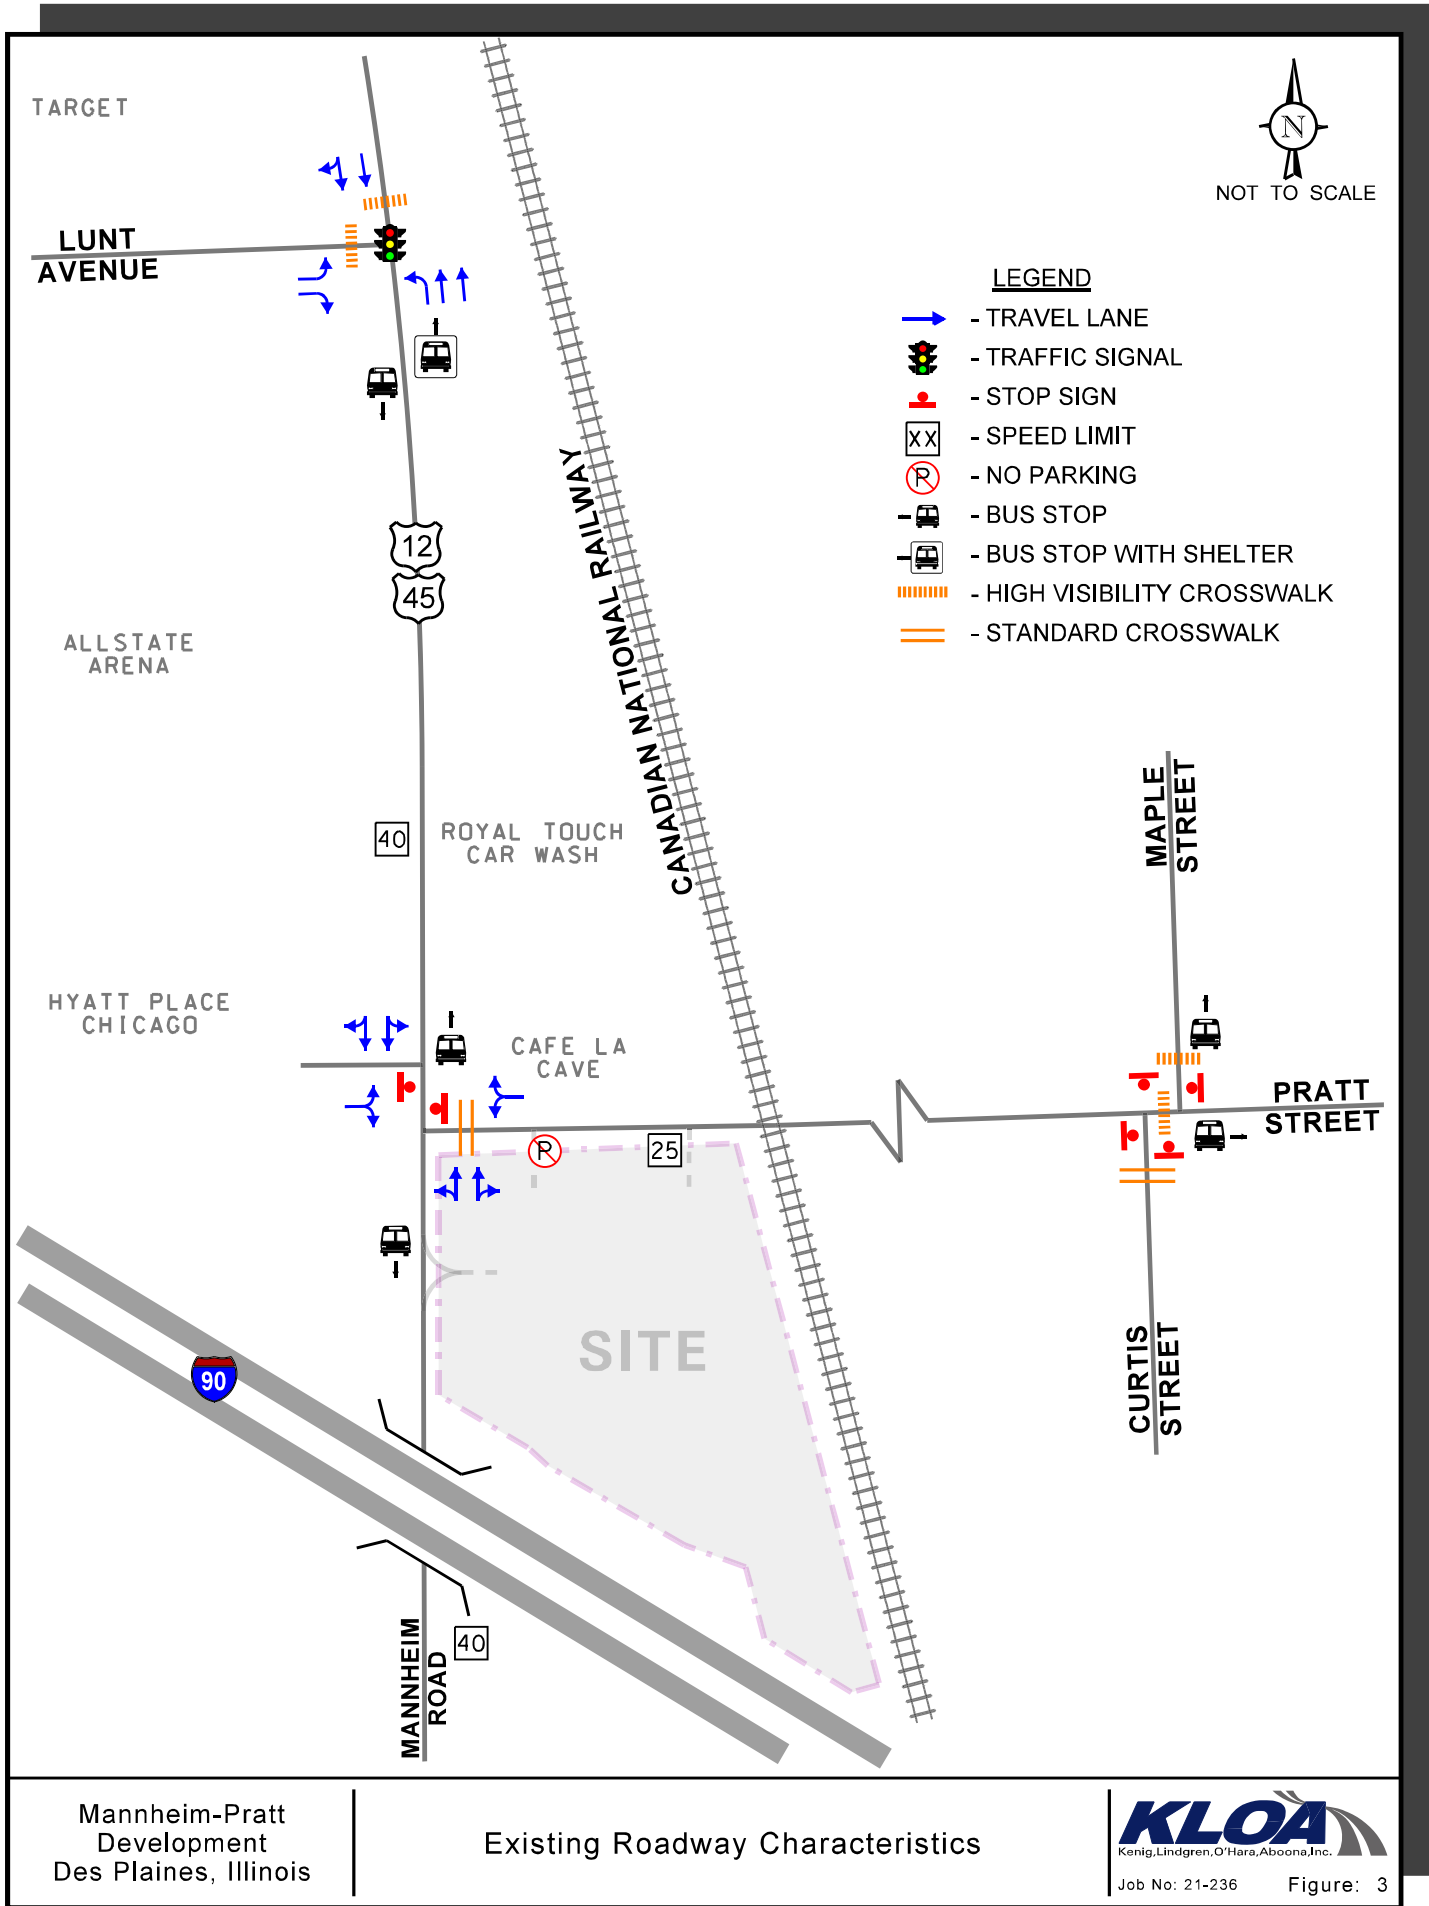 TARGET
N
NOT TO SCALE
LUNT
AVENUE
LEGEND
- TRAVEL LANE
- TRAFFIC SIGNAL
- STOP SIGN
XX - SPEED LIMIT
P - NO PARKING
- BUS STOP
- BUS STOP WITH SHELTER
- HIGH VISIBILITY CROSSWALK
- STANDARD CROSSWALK
12
45
CANADIAN NATIONAL RAILWAY
ALLSTATE
ARENA
40
ROYAL TOUCH
CAR WASH
MAPLE
STREET
HYATT PLACE
CHICAGO
CAFE LA
CAVE
PRATT
STREET
P
25
SITE
90
CURTIS
STREET
MANNHEIM
ROAD
40
Mannheim-Pratt
Development
Des Plaines, Illinois
Existing Roadway Characteristics
KLOA
Kenig,Lindgren,O'Hara,Aboona,Inc.
Job No: 21-236
Figure: 3